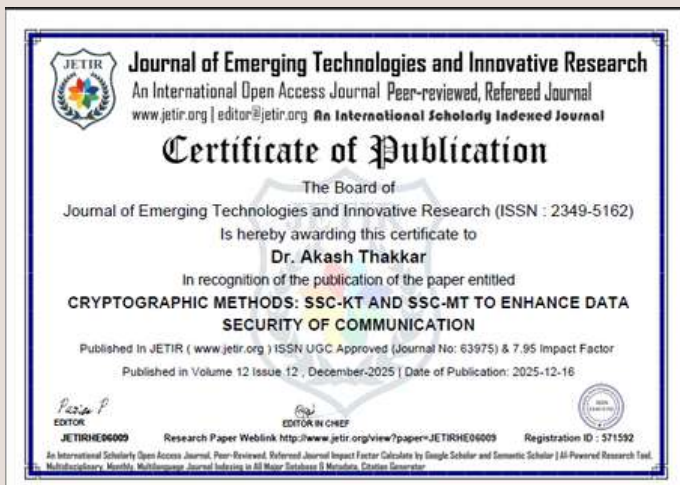 JETIR
Journal of Emerging Technologies and Innovative Research
An International Open Access Journal Peer-reviewed, Refereed Journal
www.jetir.org | editor@jetir.org An International Scholarly Indexed Journal
Certificate of Publication
The Board of
Journal of Emerging Technologies and Innovative Research (ISSN : 2349-5162)
Is hereby awarding this certificate to
Dr. Akash Thakkar
In recognition of the publication of the paper entitled
CRYPTOGRAPHIC METHODS: SSC-KT AND SSC-MT TO ENHANCE DATA
SECURITY OF COMMUNICATION
Published In JETIR ( www.jetir.org ) ISSN UGC Approved (Journal No: 63975) & 7.95 Impact Factor
Published in Volume 12 Issue 12 , December-2025 | Date of Publication: 2025-12-16
EDITOR
EDITOR IN CHIEF
JETIRHE06009 Research Paper Weblink http://www.jetir.org/view?paper=JETIRHE06009 Registration ID : 571592
An International Scholarly Open Access Journal, Peer-Reviewed, Refereed Journal Impact Factor Calculate by Google Scholar and Semantic Scholar | AI-Powered Research Tool,
Multidisciplinary, Monthly, Multilanguage Journal Indexing in All Major Database & Metadata, Citation Generator